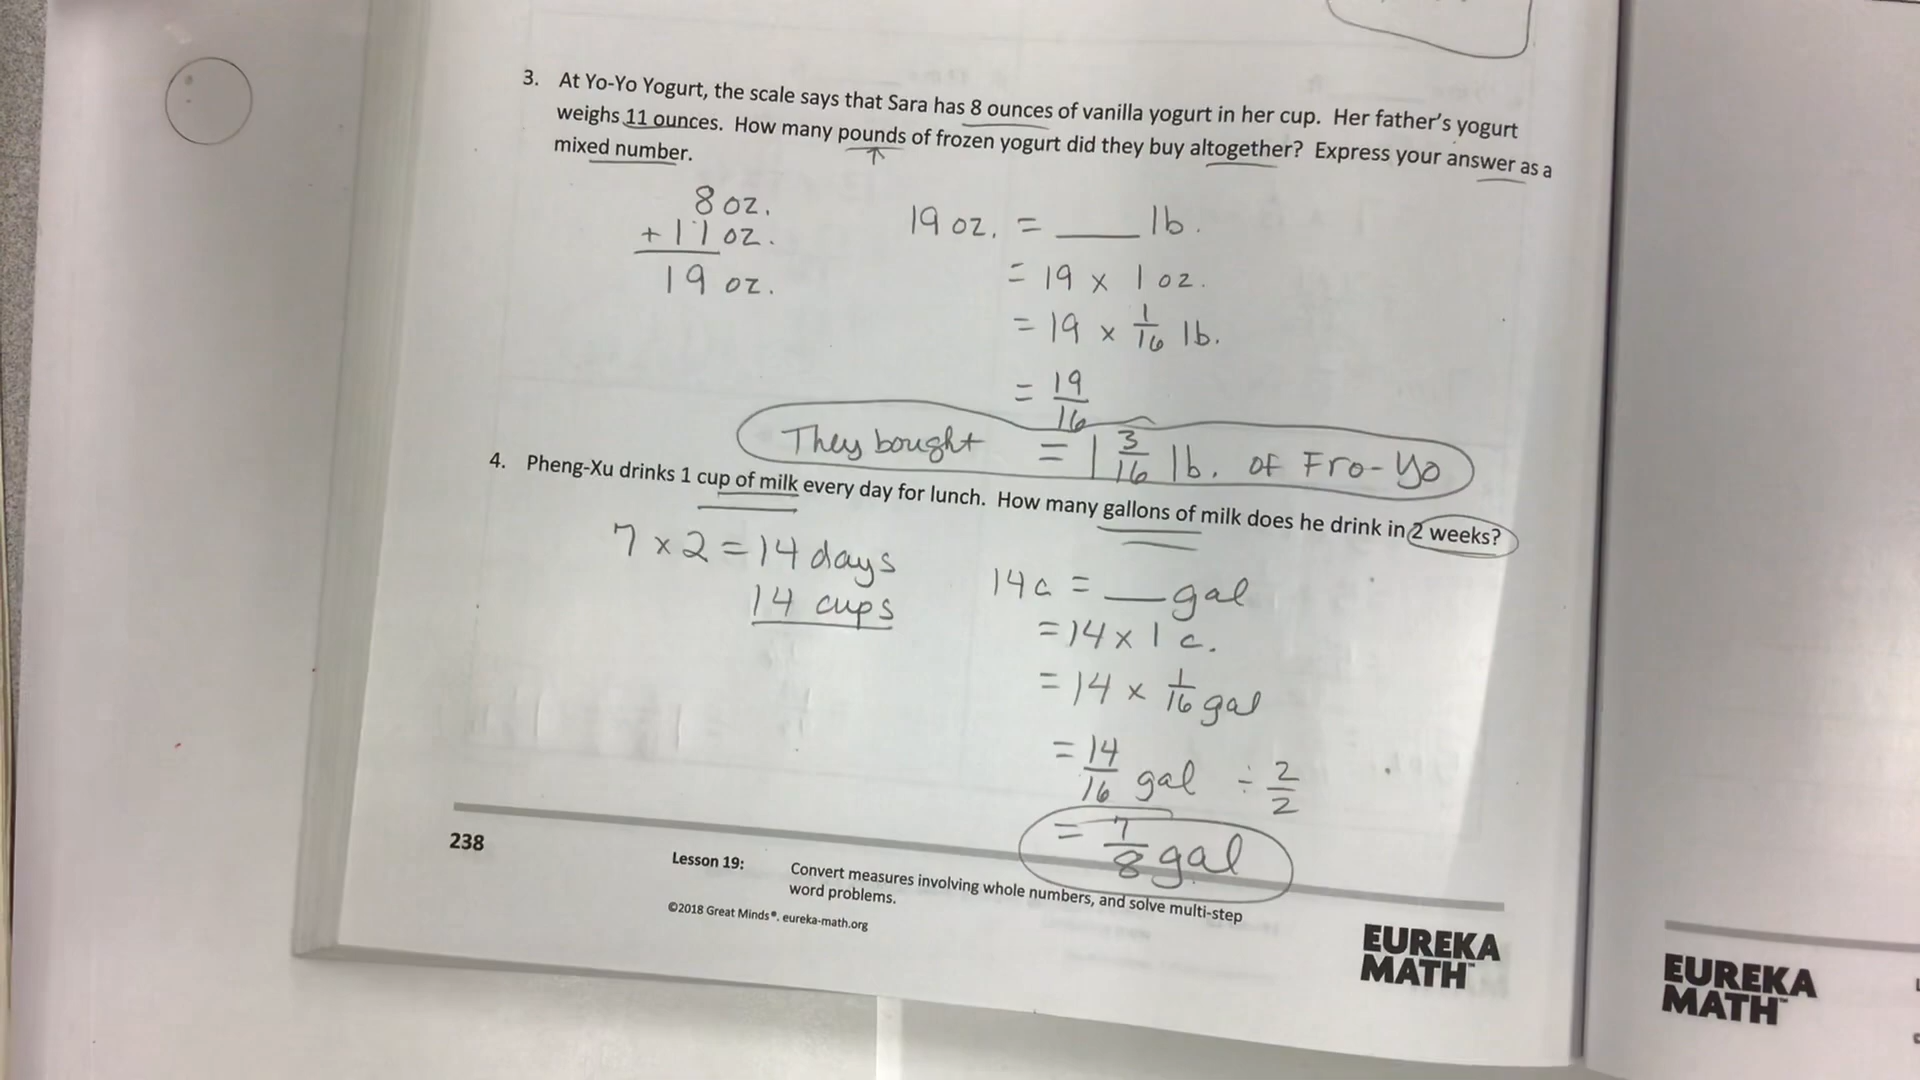 3. At Yo-Yo Yogurt, the scale says that Sara has 8 ounces of vanilla yogurt in her cup. Her father's yogurt
weighs 11 ounces. How many pounds of frozen yogurt did they buy altogether? Express your answer as a
mixed number.
8 oz.
+ 11 oz.
19 oz.
19 oz. = ___ lb.
= 19 x 1 oz.
= 19 x 1/16 lb.
= 19/16
They bought = 1 3/16 lb. of Fro-Yo
4. Pheng-Xu drinks 1 cup of milk every day for lunch. How many gallons of milk does he drink in 2 weeks?
7 x 2 = 14 days
14 cups
14 c = __ gal
= 14 x 1 c.
= 14 x 1/16 gal
= 14/16 gal ÷ 2/2
= 7/8 gal
238
Lesson 19: Convert measures involving whole numbers, and solve multi-step
word problems.
©2018 Great Minds®. eureka-math.org
EUREKA
MATH™
EUREKA
MATH™